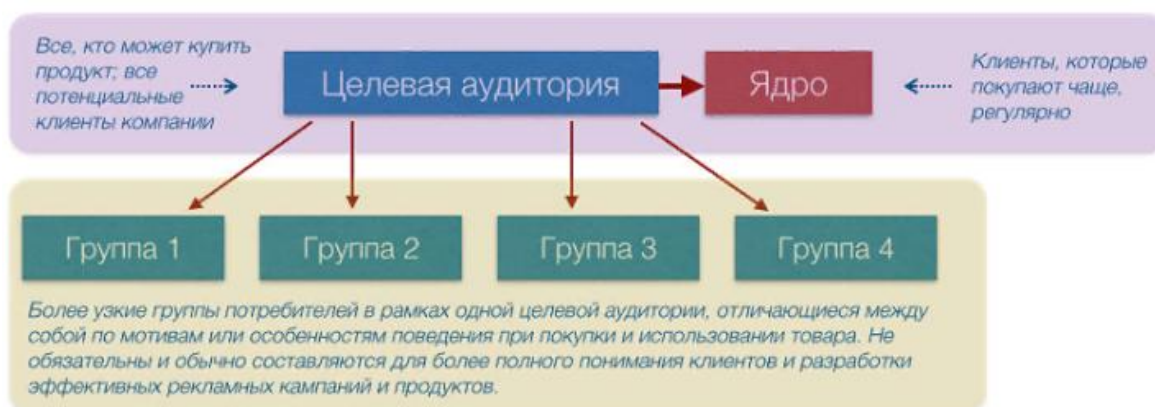 Все, кто может купить
продукт; все
потенциальные
клиенты компании
Целевая аудитория
Ядро
Клиенты, которые
покупают чаще,
регулярно
Группа 1
Группа 2
Группа 3
Группа 4
Более узкие группы потребителей в рамках одной целевой аудитории, отличающиеся между
собой по мотивам или особенностям поведения при покупки и использовании товара. Не
обязательны и обычно составляются для более полного понимания клиентов и разработки
эффективных рекламных кампаний и продуктов.